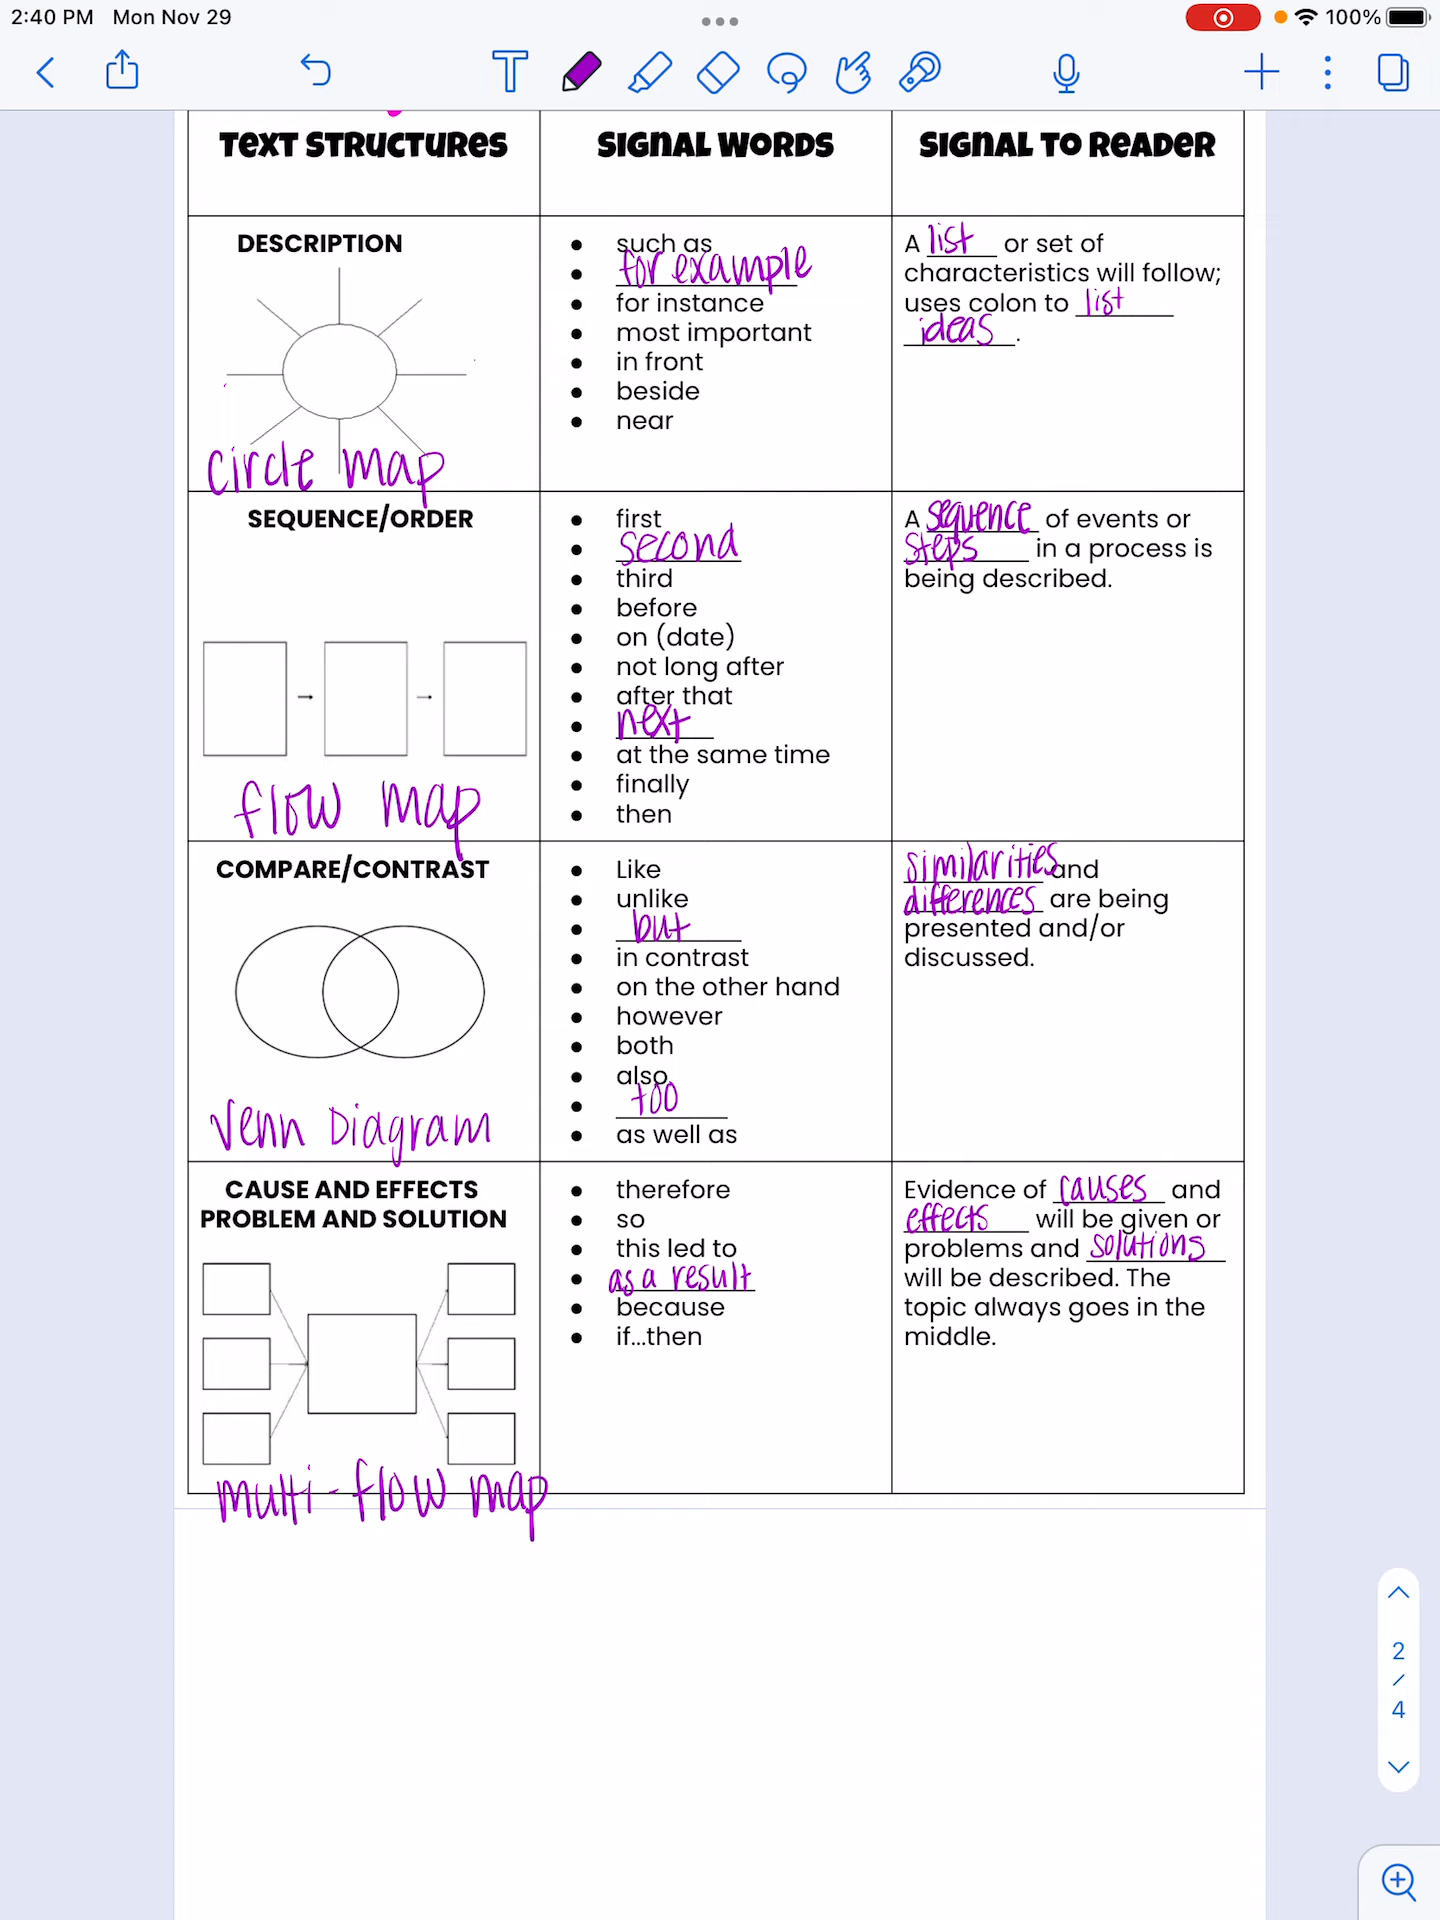 2:40 PM Mon Nov 29
100%
TEXT STRUCTURES
SIGNAL WORDS
SIGNAL TO READER
DESCRIPTION
circle map
such as
for example
for instance
most important
in front
beside
near
A list or set of
characteristics will follow;
uses colon to list
ideas.
SEQUENCE/ORDER
flow map
first
second
third
before
on (date)
not long after
after that
next
at the same time
finally
then
A sequence of events or
steps in a process is
being described.
COMPARE/CONTRAST
Venn Diagram
Like
unlike
but
in contrast
on the other hand
however
both
also
too
as well as
similarities and
differences are being
presented and/or
discussed.
CAUSE AND EFFECTS
PROBLEM AND SOLUTION
multi-flow map
therefore
so
this led to
as a result
because
if...then
Evidence of causes and
effects will be given or
problems and solutions
will be described. The
topic always goes in the
middle.
2
/
4